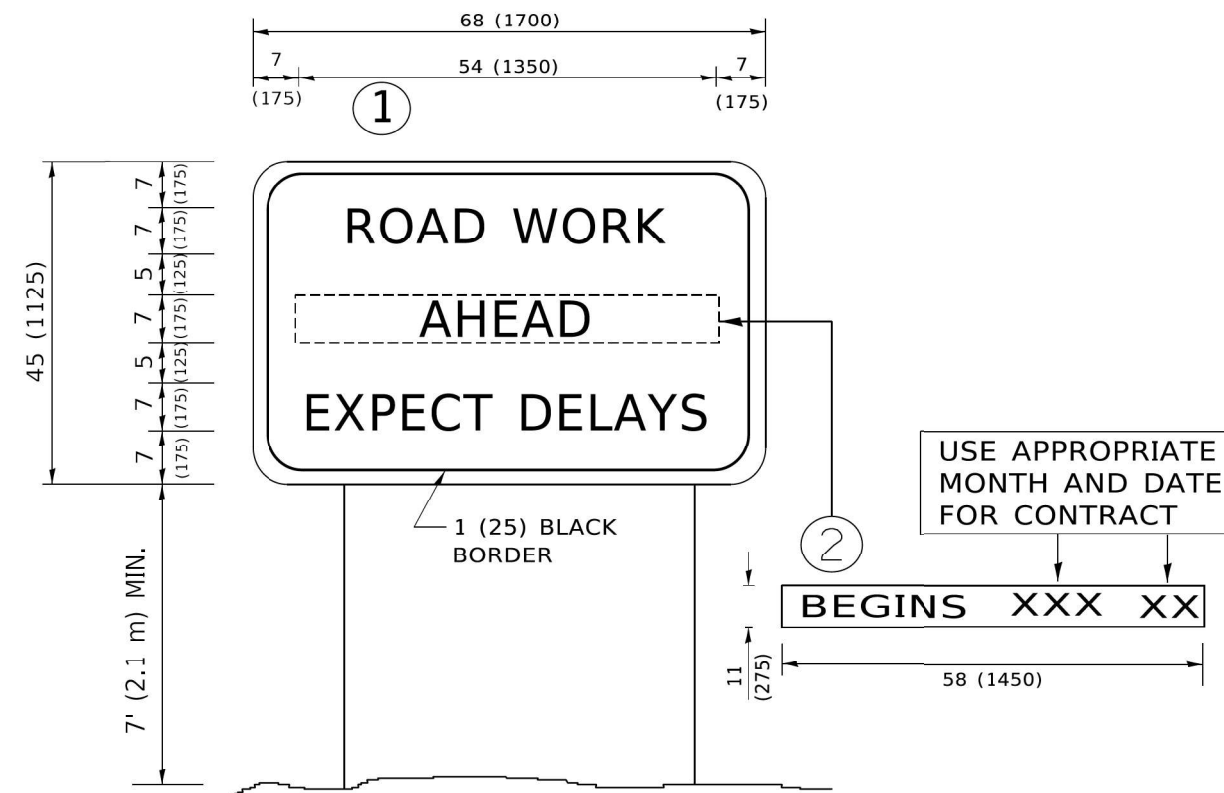 68 (1700)
7
54 (1350)
7
(175)
(175)
1
45 (1125)
7 (175)
7 (175)
5 (125)
7 (175)
5 (125)
7 (175)
7 (175)
ROAD WORK
AHEAD
EXPECT DELAYS
1 (25) BLACK
BORDER
7' (2.1 m) MIN.
USE APPROPRIATE
MONTH AND DATE
FOR CONTRACT
2
BEGINS XXX XX
11
(275)
58 (1450)